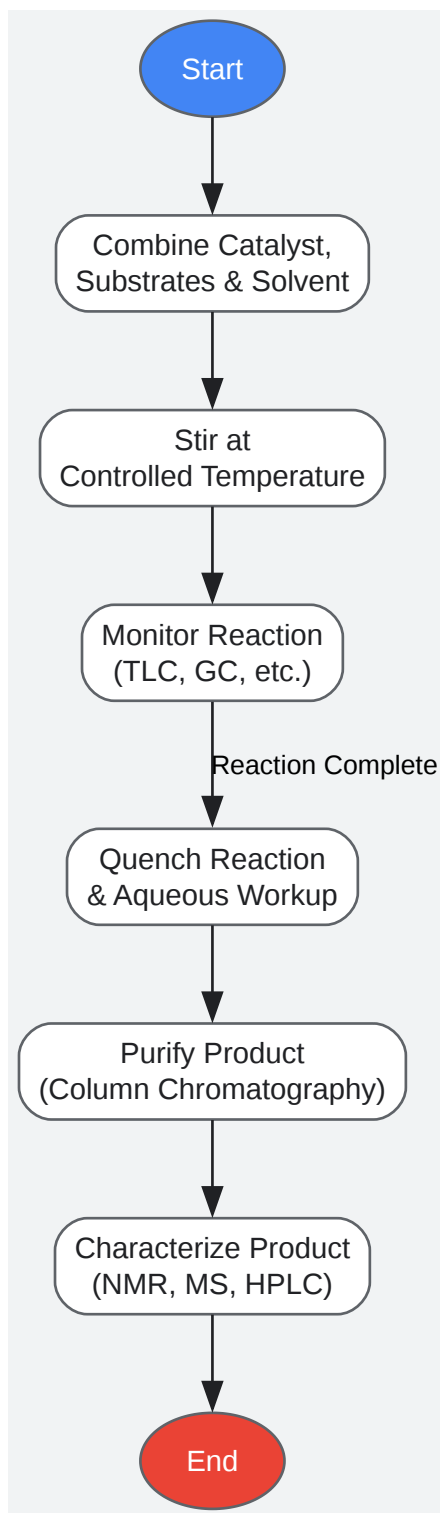 Start
Combine Catalyst,
Substrates & Solvent
Stir at
Controlled Temperature
Monitor Reaction
(TLC, GC, etc.)
Reaction Complete
Quench Reaction
& Aqueous Workup
Purify Product
(Column Chromatography)
Characterize Product
(NMR, MS, HPLC)
End